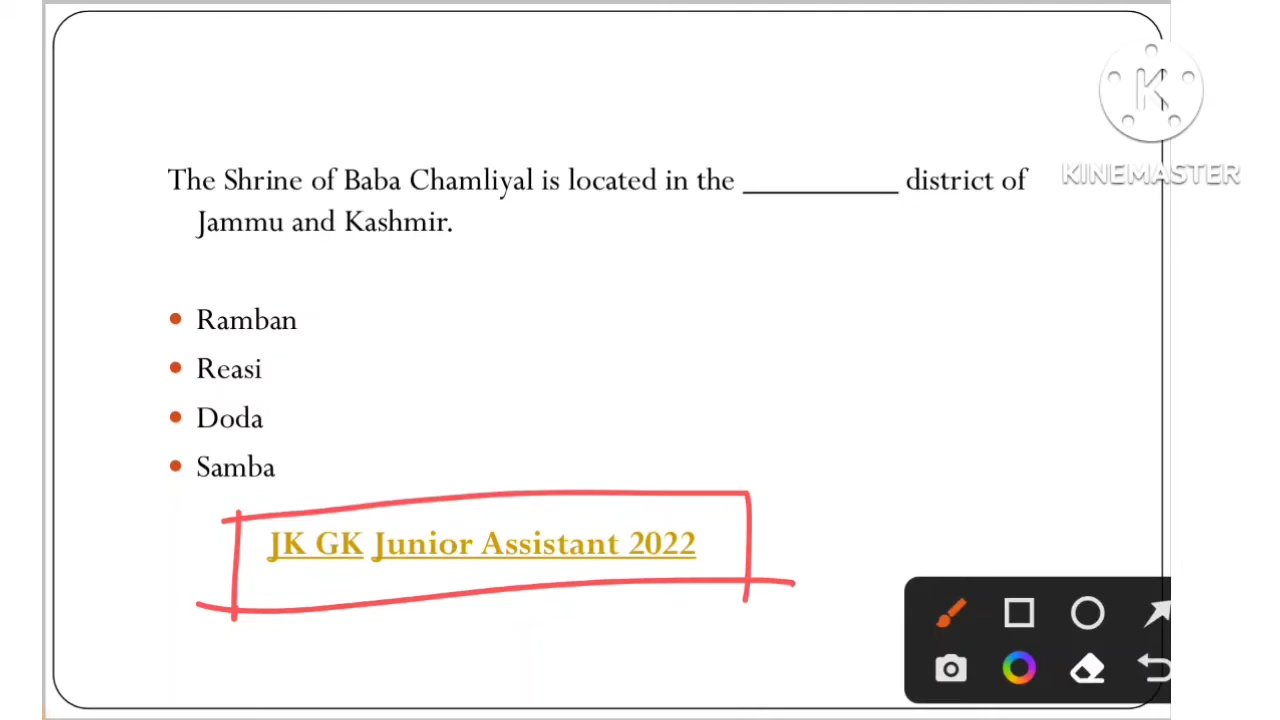 The Shrine of Baba Chamliyal is located in the __________ district of
Jammu and Kashmir.
• Ramban
• Reasi
• Doda
• Samba
JK GK Junior Assistant 2022
K
KINEMASTER